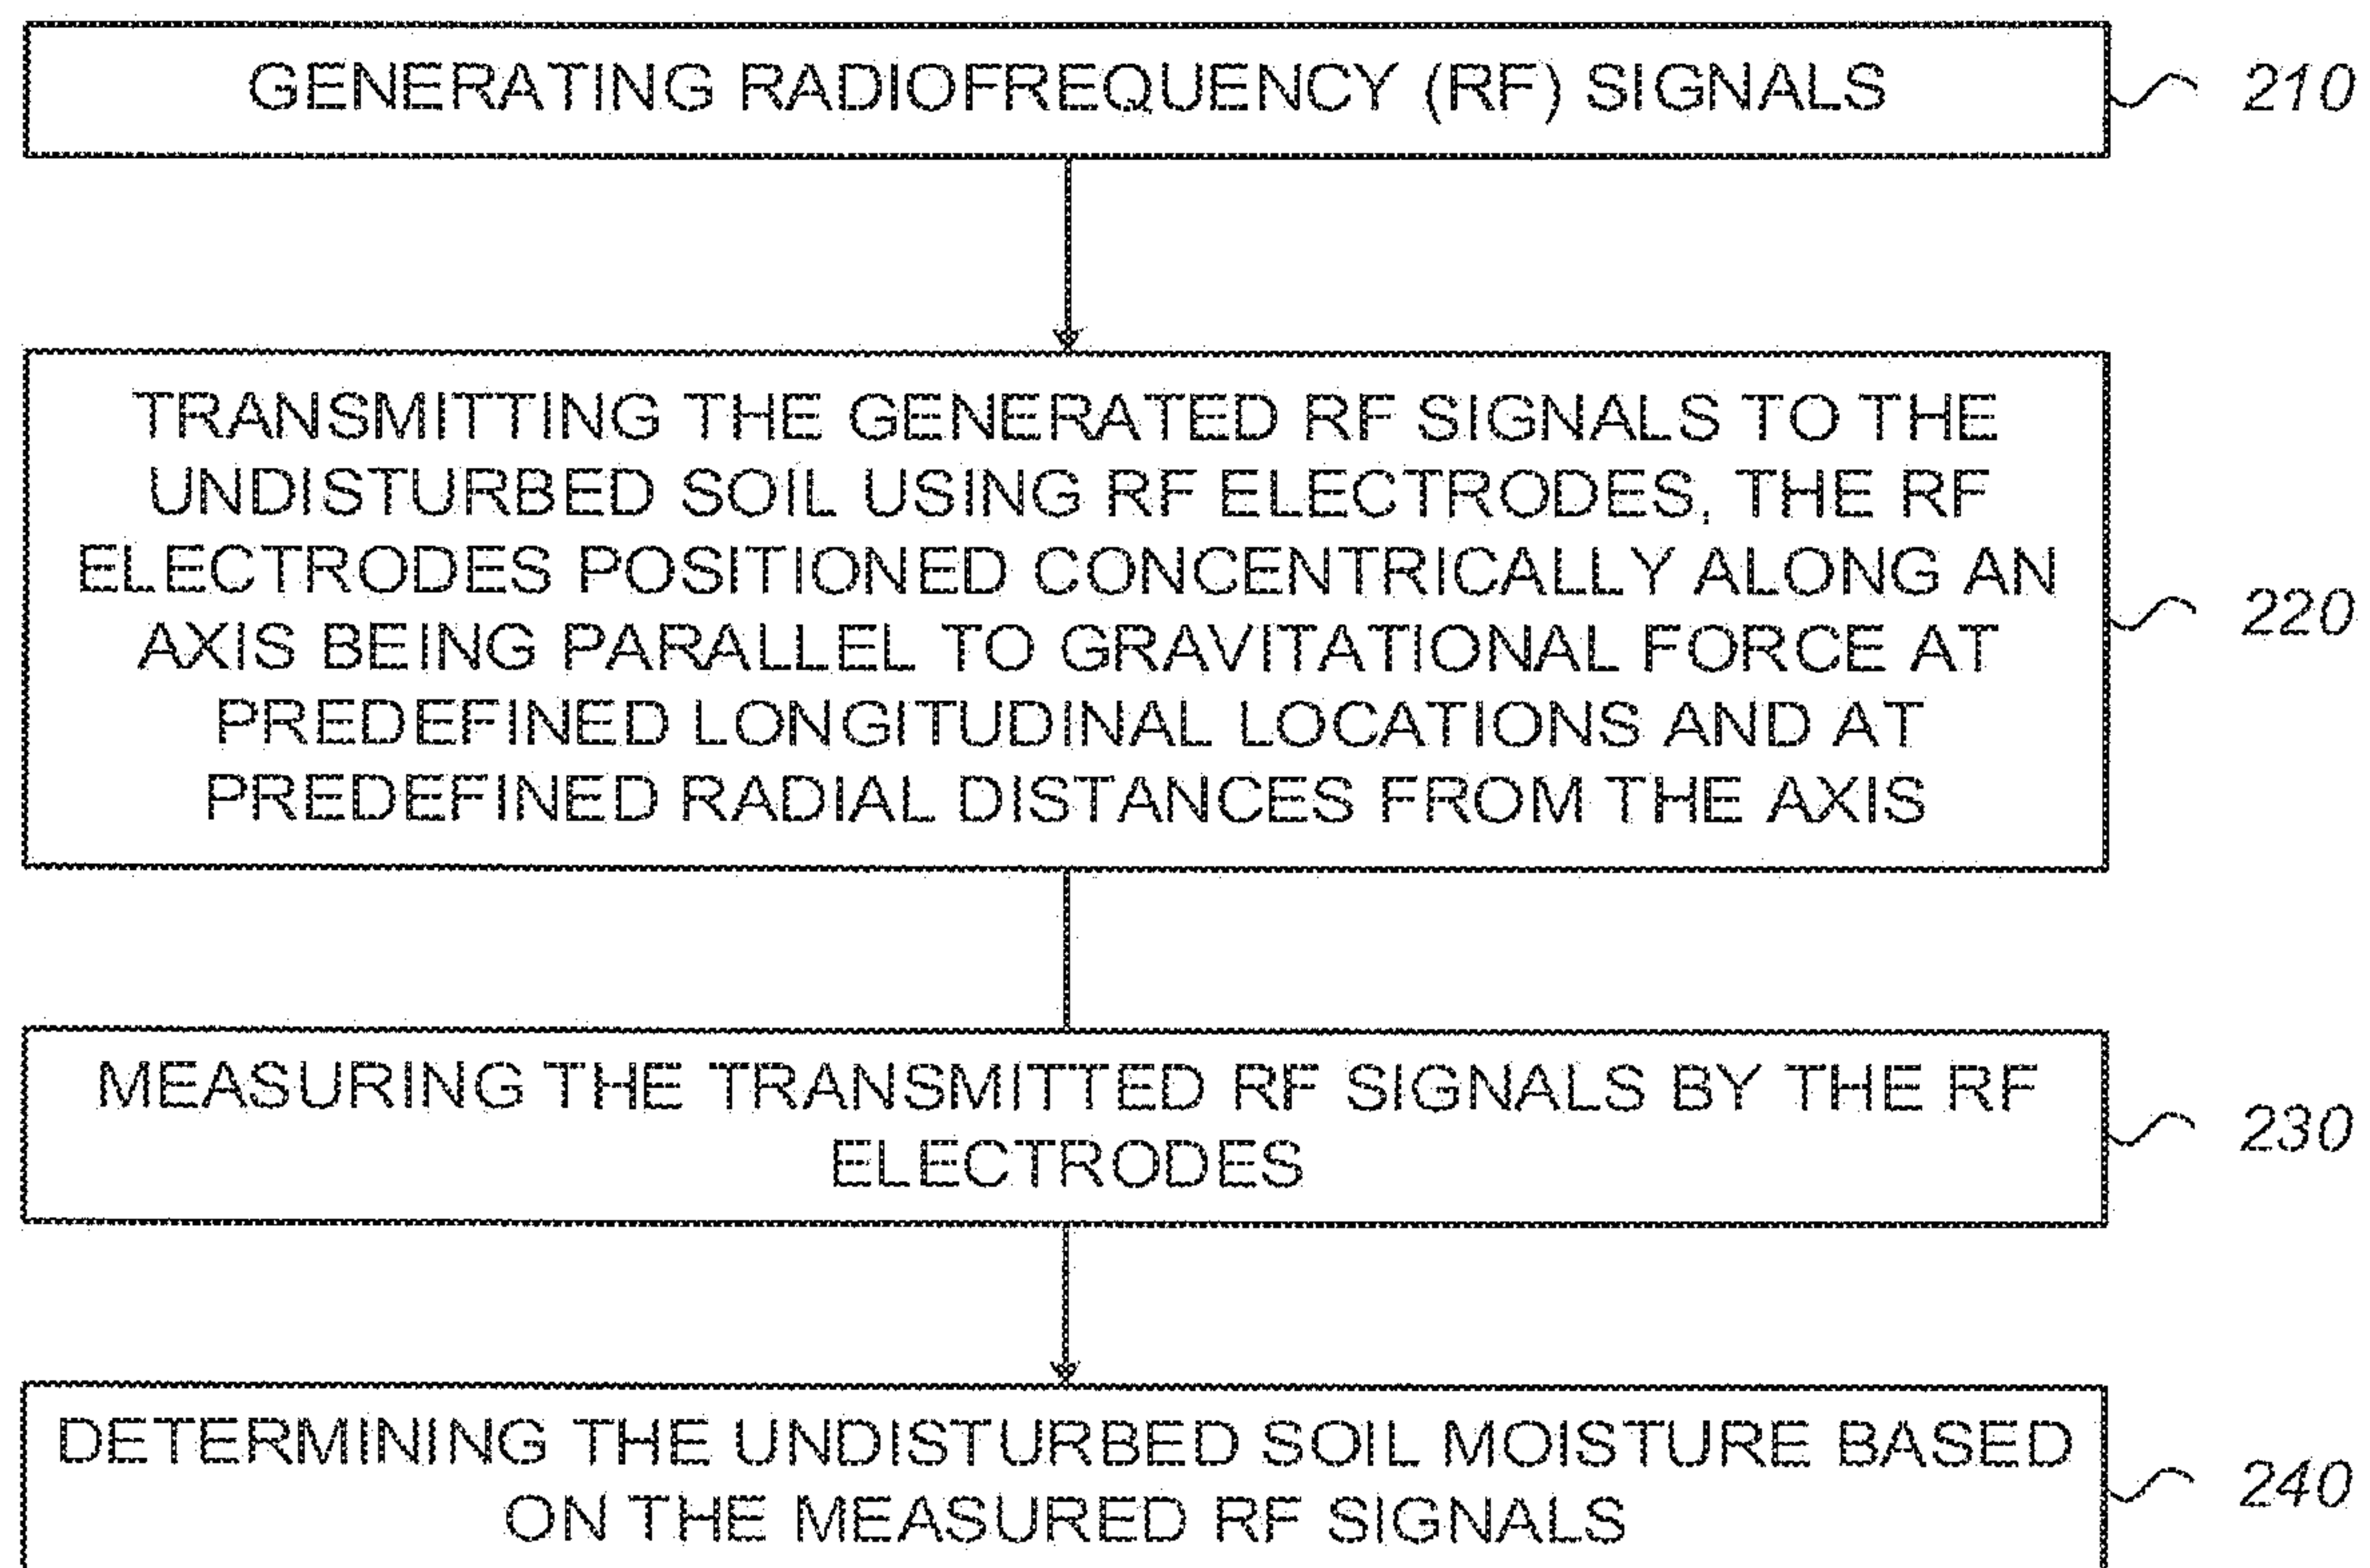 GENERATING RADIOFREQUENCY (RF) SIGNALS
210
TRANSMITTING THE GENERATED RF SIGNALS TO THE
UNDISTURBED SOIL USING RF ELECTRODES, THE RF
ELECTRODES POSITIONED CONCENTRICALLY ALONG AN
AXIS BEING PARALLEL TO GRAVITATIONAL FORCE AT
PREDEFINED LONGITUDINAL LOCATIONS AND AT
PREDEFINED RADIAL DISTANCES FROM THE AXIS
220
MEASURING THE TRANSMITTED RF SIGNALS BY THE RF
ELECTRODES
230
DETERMINING THE UNDISTURBED SOIL MOISTURE BASED
ON THE MEASURED RF SIGNALS
240